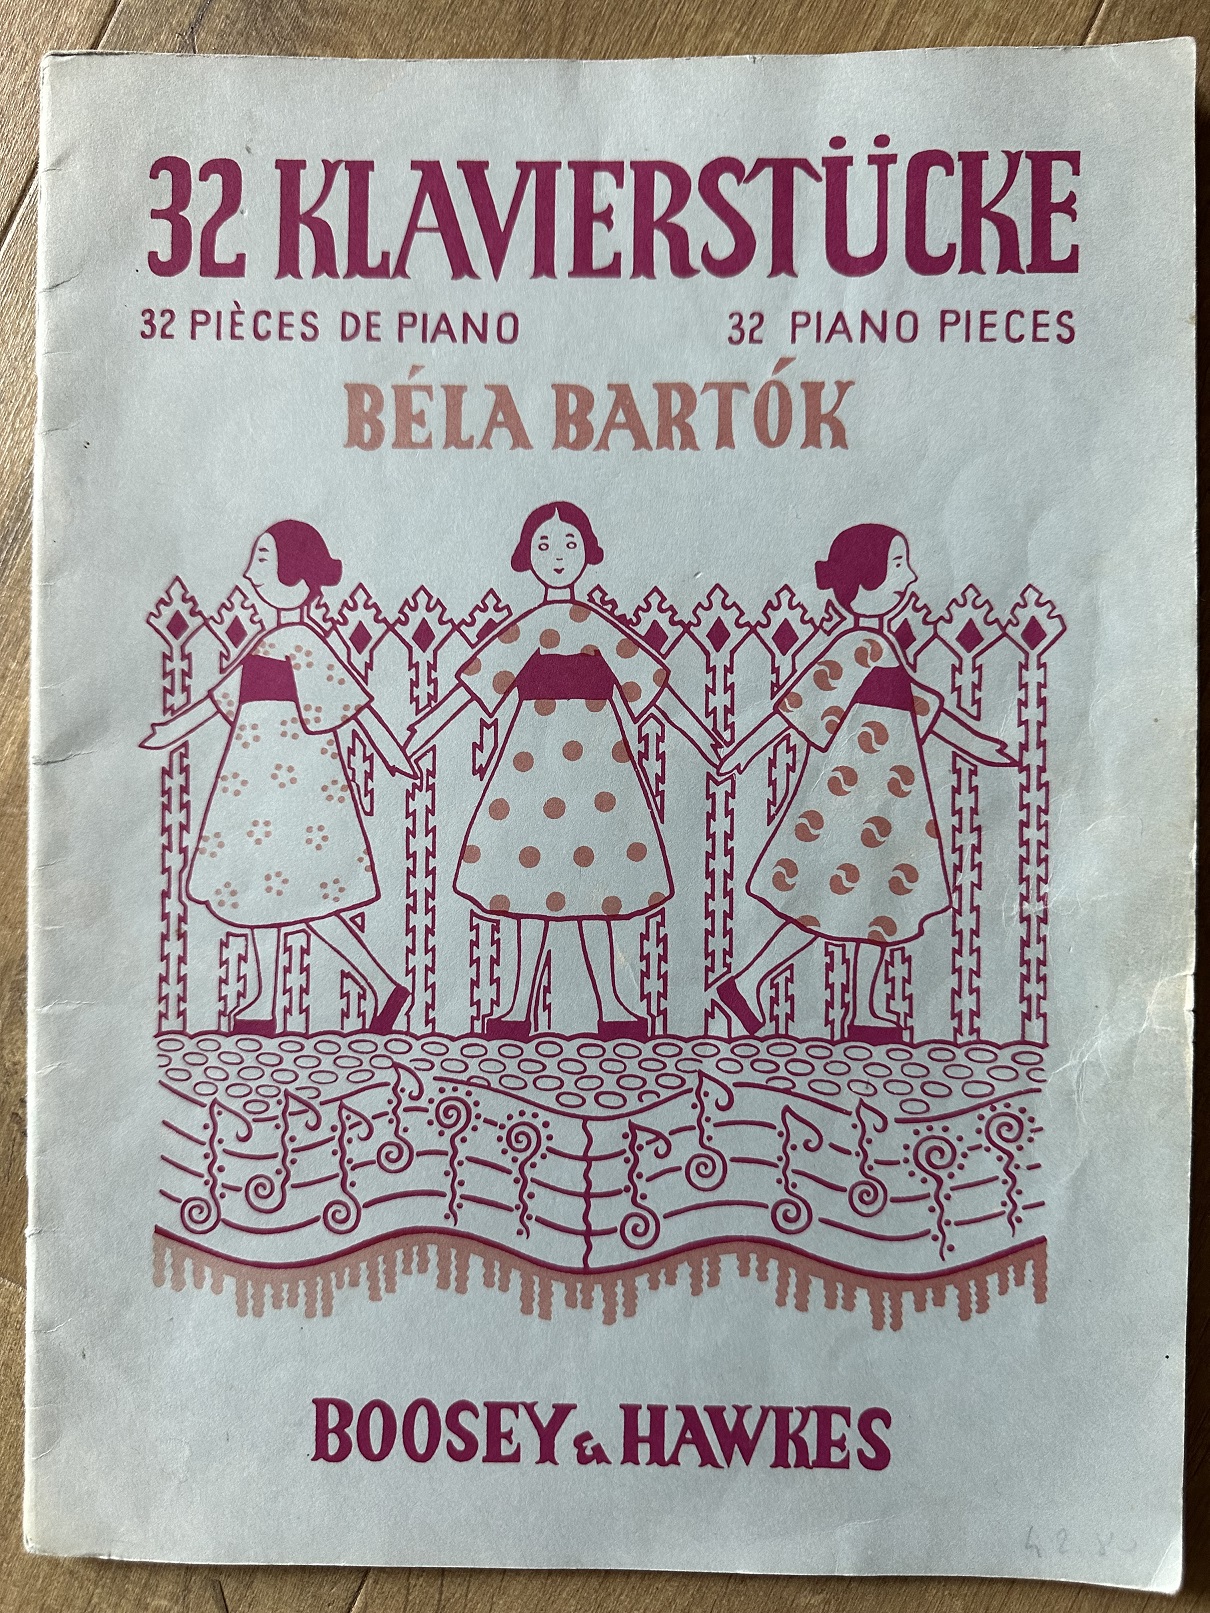 32 KLAVIERSTÜCKE
32 PIÈCES DE PIANO
32 PIANO PIECES
BÉLA BARTÓK
BOOSEY & HAWKES